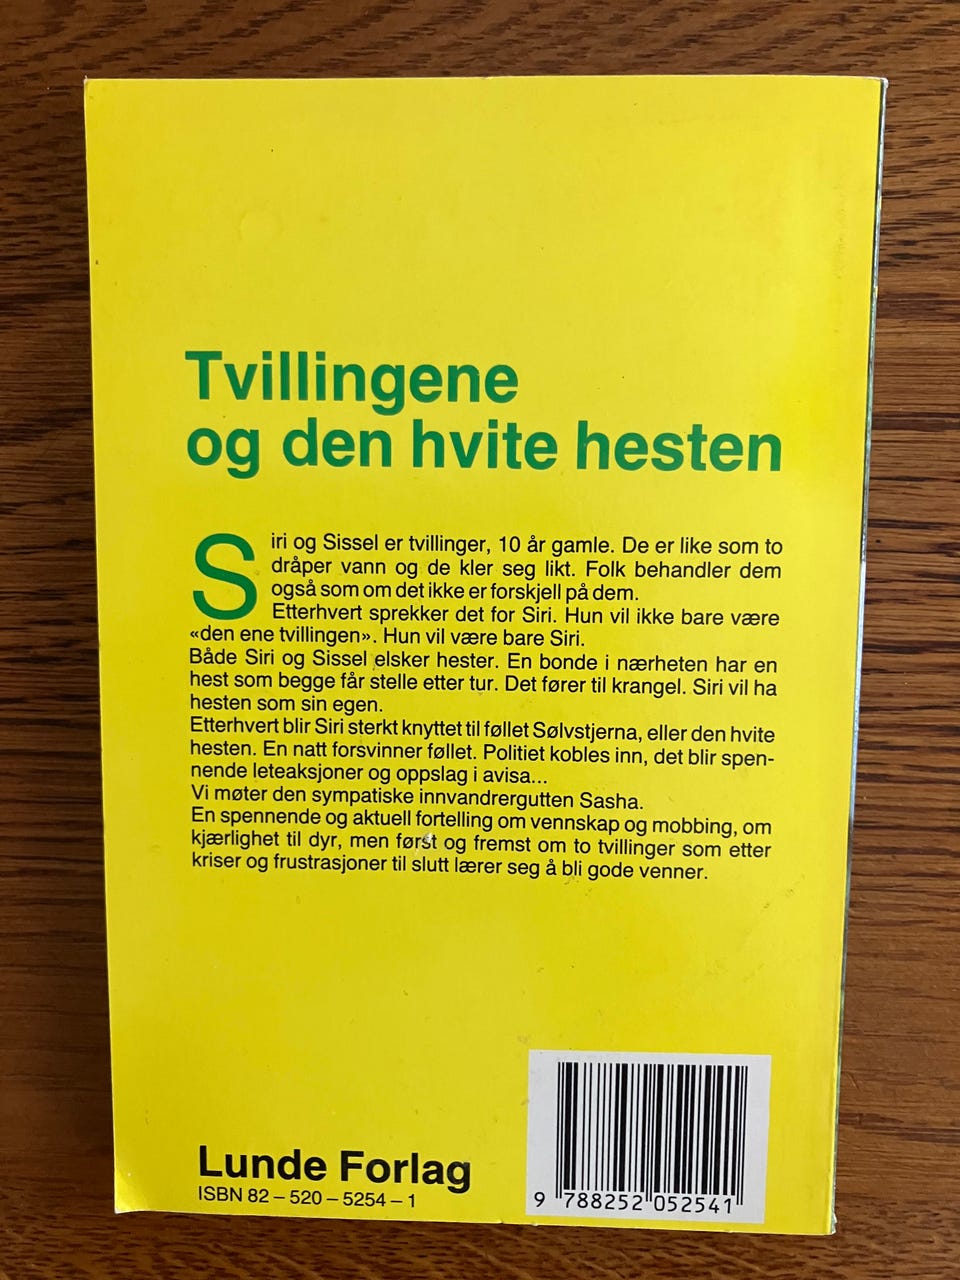 Tvillingene
og den hvite hesten
Siri og Sissel er tvillinger, 10 år gamle. De er like som to
dråper vann og de kler seg likt. Folk behandler dem
også som om det ikke er forskjell på dem.
Etterhvert sprekker det for Siri. Hun vil ikke bare være
«den ene tvillingen». Hun vil være bare Siri.
Både Siri og Sissel elsker hester. En bonde i nærheten har en
hest som begge får stelle etter tur. Det fører til krangel. Siri vil ha
hesten som sin egen.
Etterhvert blir Siri sterkt knyttet til føllet Sølvstjerna, eller den hvite
hesten. En natt forsvinner føllet. Politiet kobles inn, det blir spen-
nende leteaksjoner og oppslag i avisa...
Vi møter den sympatiske innvandrergutten Sasha.
En spennende og aktuell fortelling om vennskap og mobbing, om
kjærlighet til dyr, men først og fremst om to tvillinger som etter
kriser og frustrasjoner til slutt lærer seg å bli gode venner.
Lunde Forlag
ISBN 82 – 520 – 5254 – 1
9 788252 052541